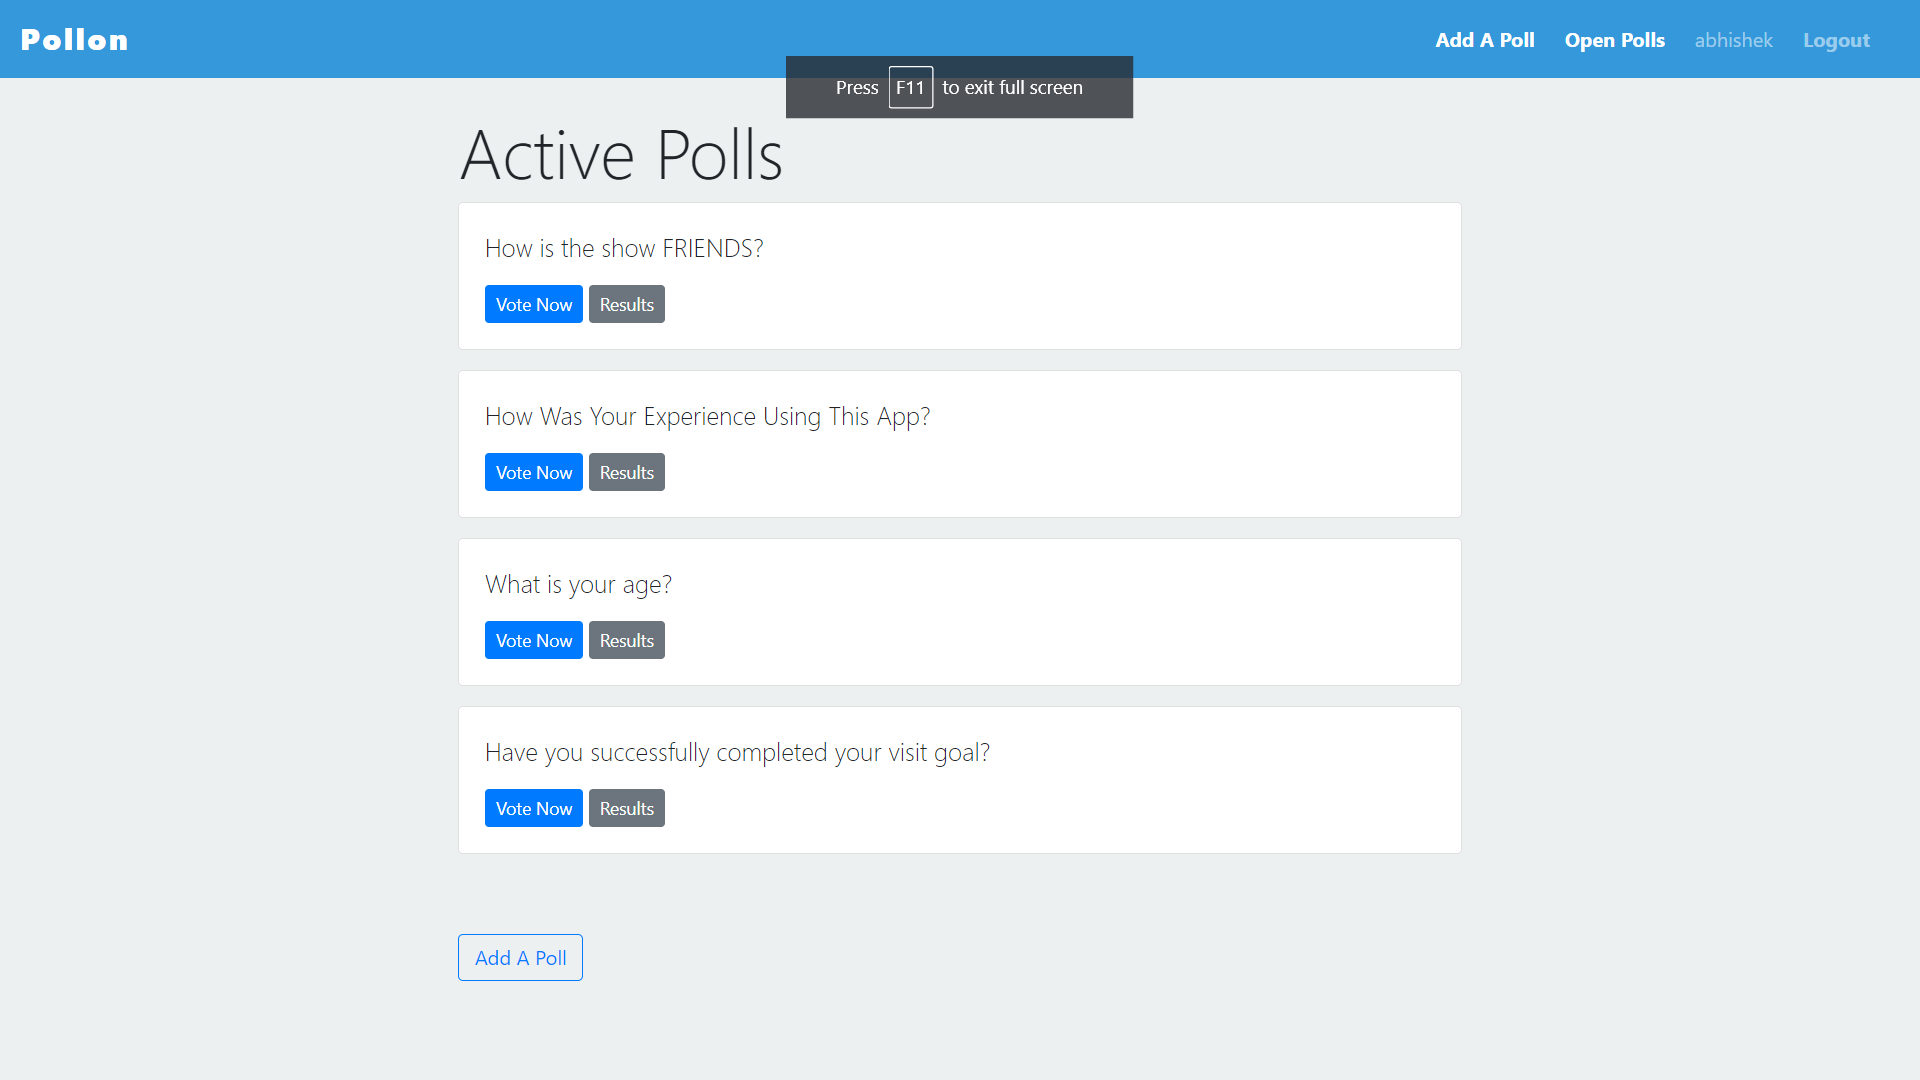 Pollon
Add A Poll Open Polls abhishek Logout
Press F11 to exit full screen
Active Polls
How is the show FRIENDS?
Vote Now Results
How Was Your Experience Using This App?
Vote Now Results
What is your age?
Vote Now Results
Have you successfully completed your visit goal?
Vote Now Results
Add A Poll